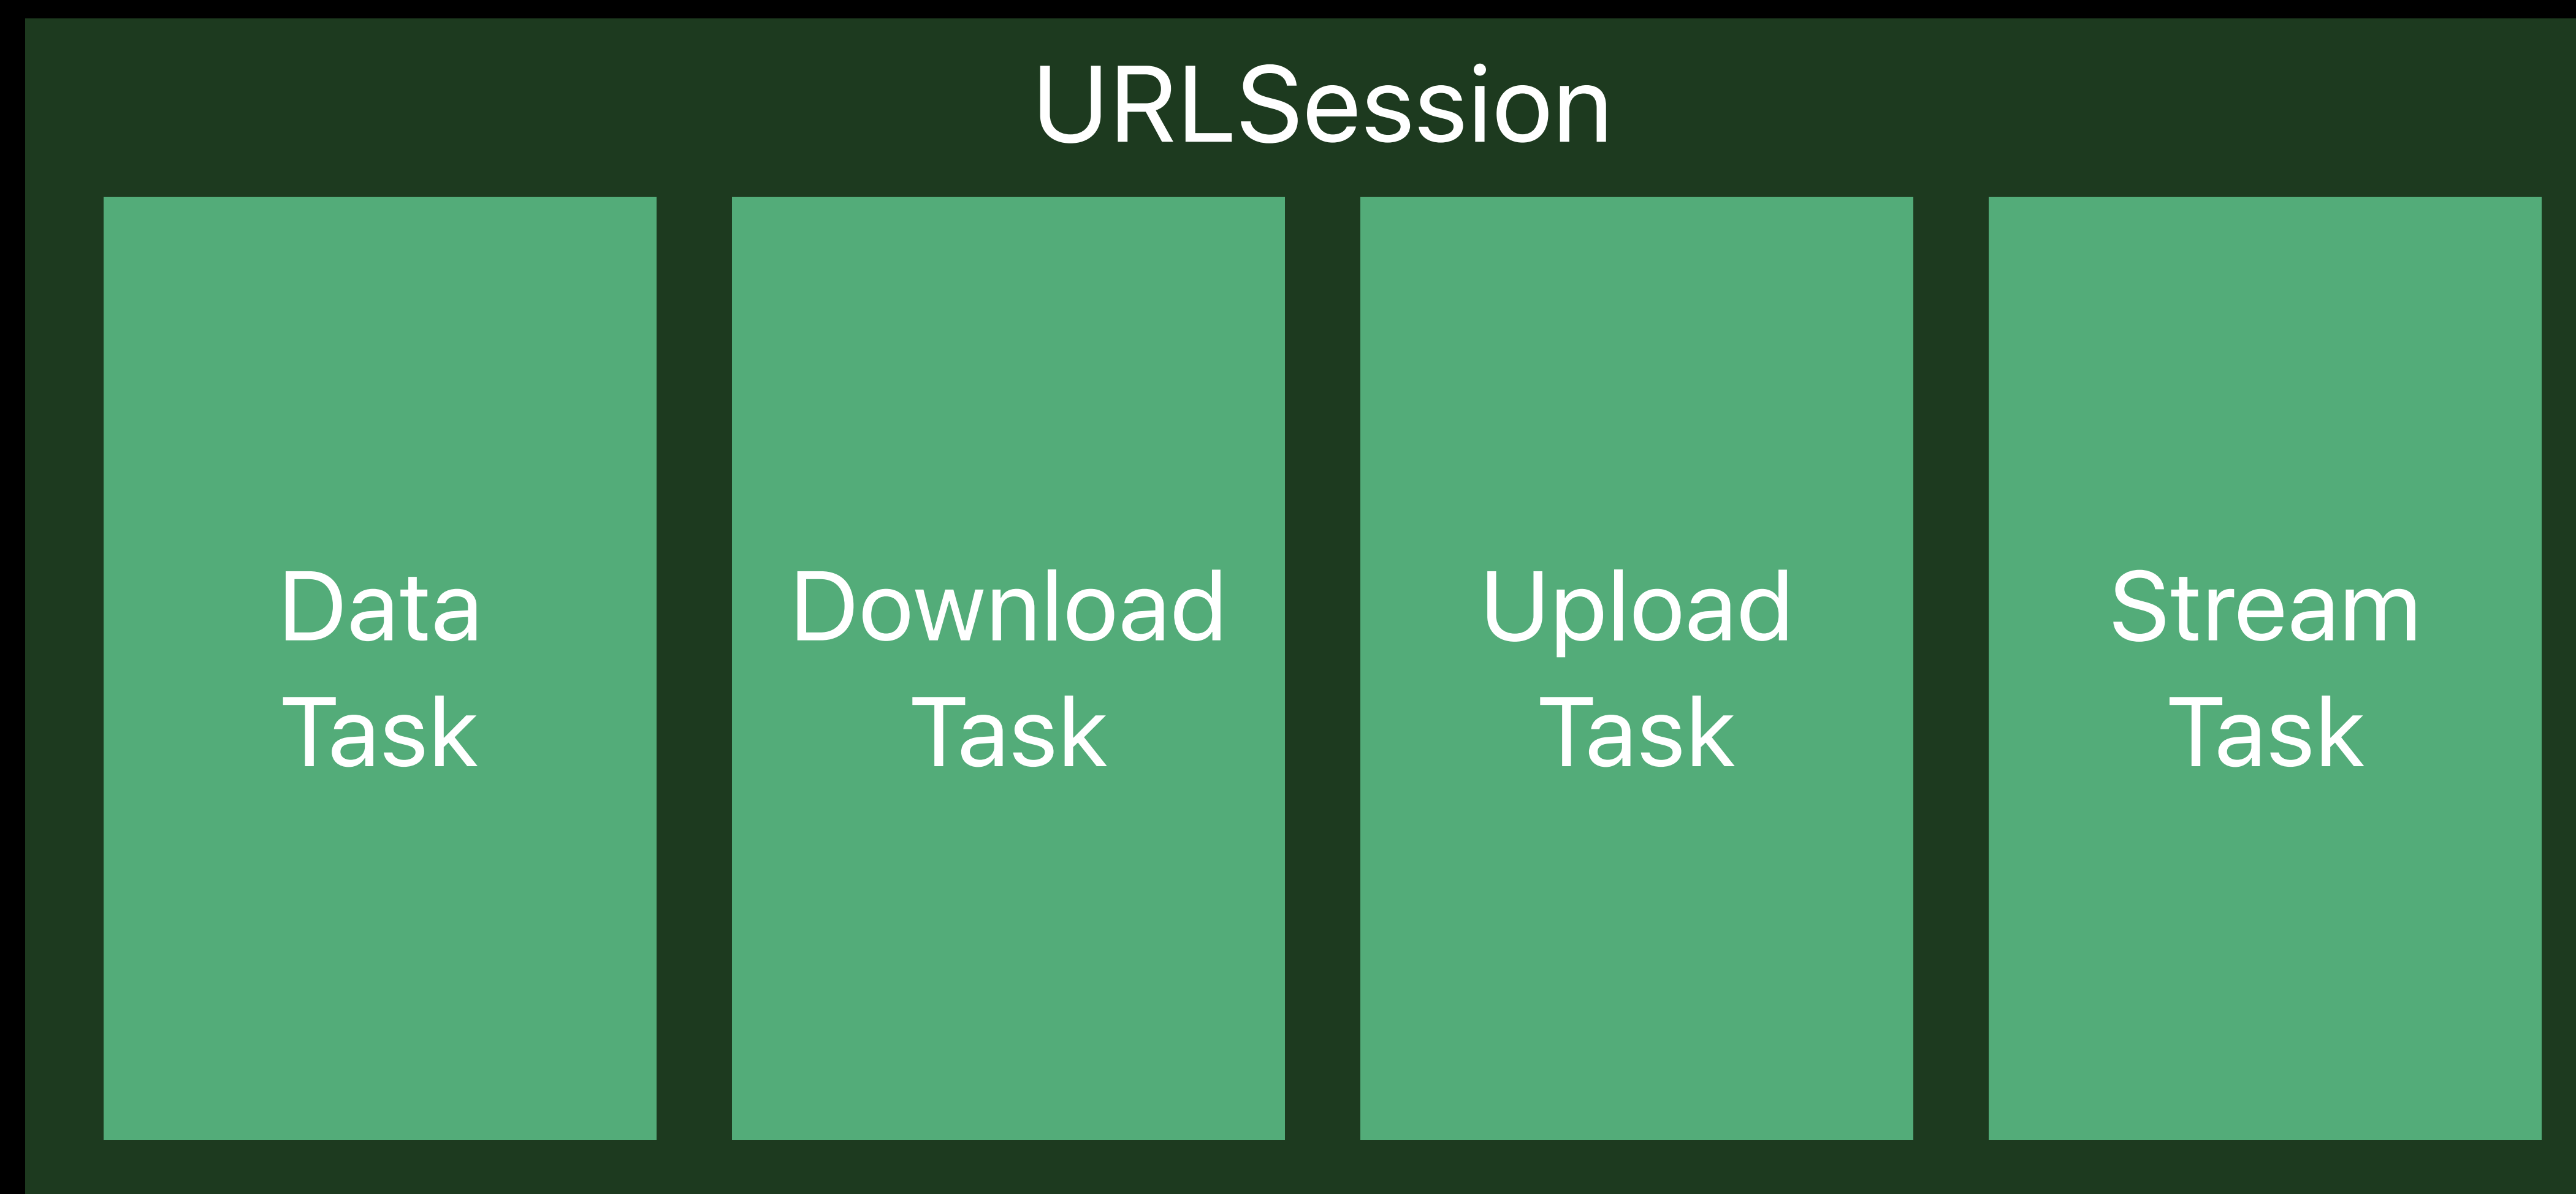 URLSession
Data
Task
Download
Task
Upload
Task
Stream
Task